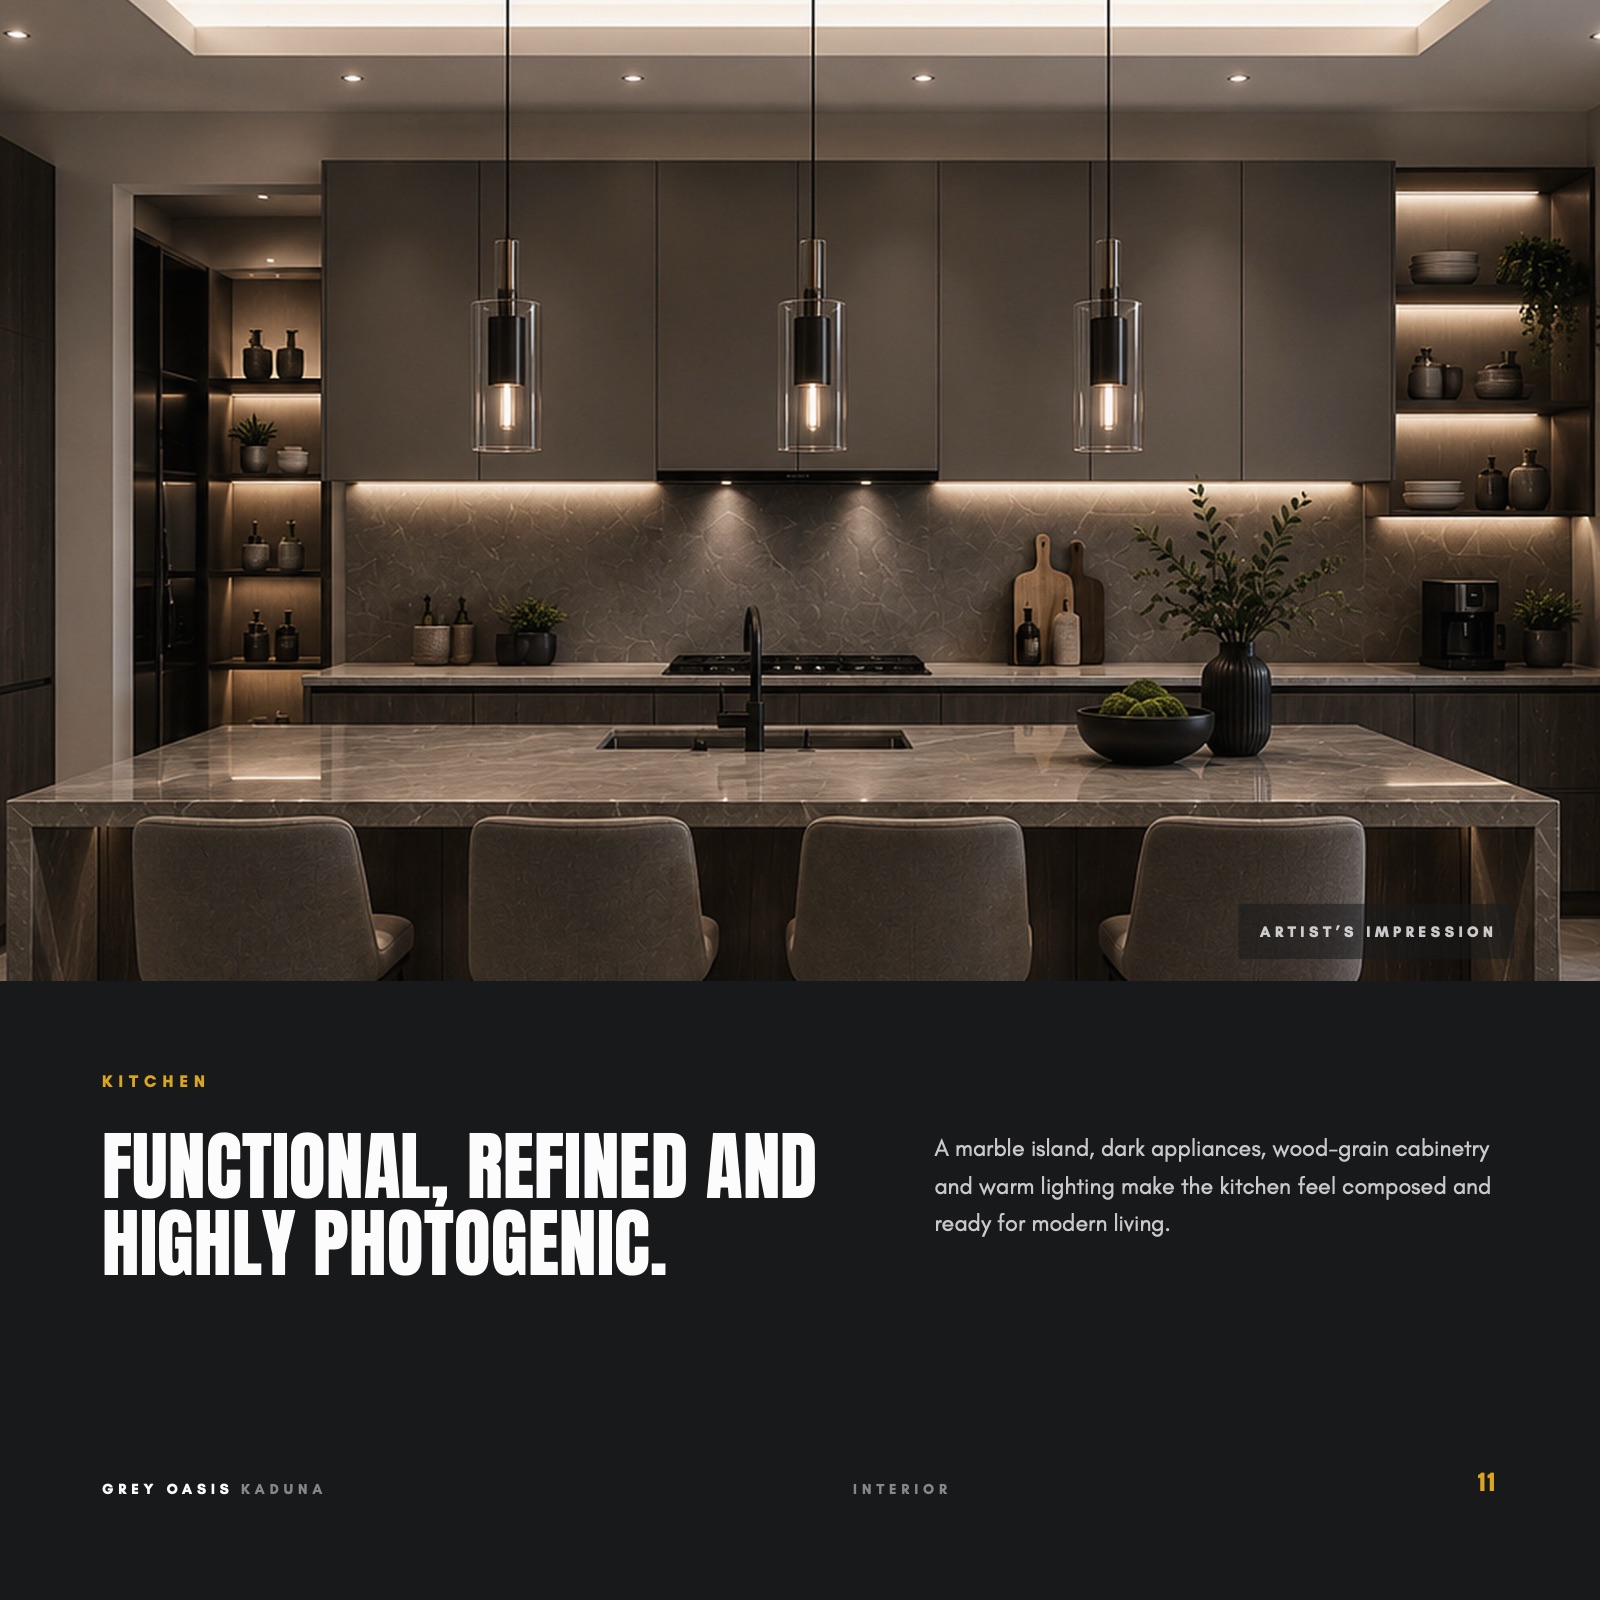 ARTIST’S IMPRESSION
KITCHEN
FUNCTIONAL, REFINED AND
HIGHLY PHOTOGENIC.
A marble island, dark appliances, wood-grain cabinetry
and warm lighting make the kitchen feel composed and
ready for modern living.
GREY OASIS KADUNA
INTERIOR
11